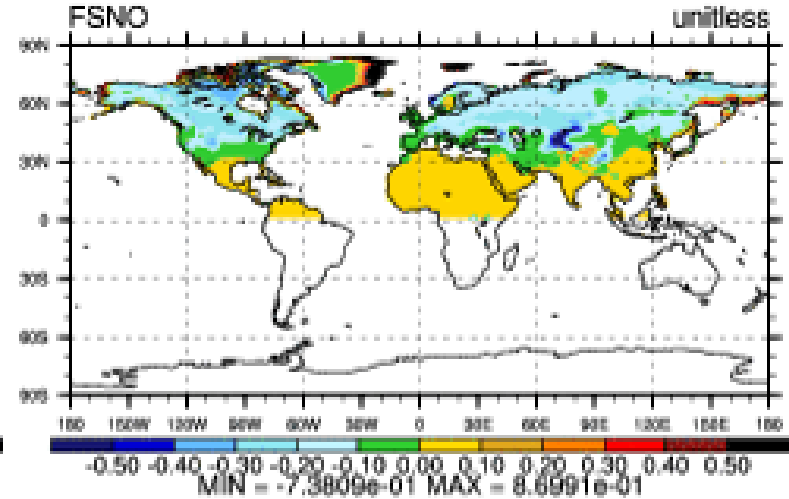 FSNO unitless
90N
60N
30N
0
30S
60S
90S
180 150W 120W 90W 60W 30W 0 30E 60E 90E 120E 150E 180
-0.50 -0.40 -0.30 -0.20 -0.10 0.00 0.10 0.20 0.30 0.40 0.50
MIN = -7.3809e-01 MAX = 8.6991e-01